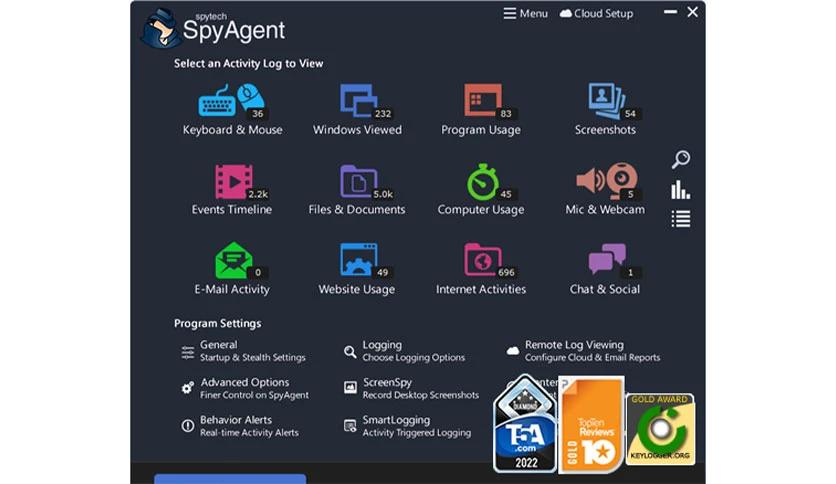 spytech
SpyAgent
Menu
Cloud Setup
Select an Activity Log to View
36
232
83
54
Keyboard & Mouse
Windows Viewed
Program Usage
Screenshots
2.2k
5.0k
45
5
Events Timeline
Files & Documents
Computer Usage
Mic & Webcam
0
49
696
1
E-Mail Activity
Website Usage
Internet Activities
Chat & Social
Program Settings
General
Startup & Stealth Settings
Logging
Choose Logging Options
Remote Log Viewing
Configure Cloud & Email Reports
Advanced Options
Finer Control on SpyAgent
ScreenSpy
Record Desktop Screenshots
Behavior Alerts
Real-time Activity Alerts
SmartLogging
Activity Triggered Logging
DIAMOND
T5A
.com
2022
TopTen
Reviews
GOLD
10
GOLD AWARD
KEYLOGGER.ORG